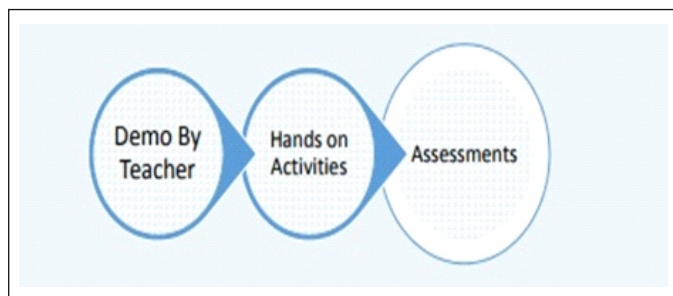 Demo By
Teacher
Hands on
Activities
Assessments